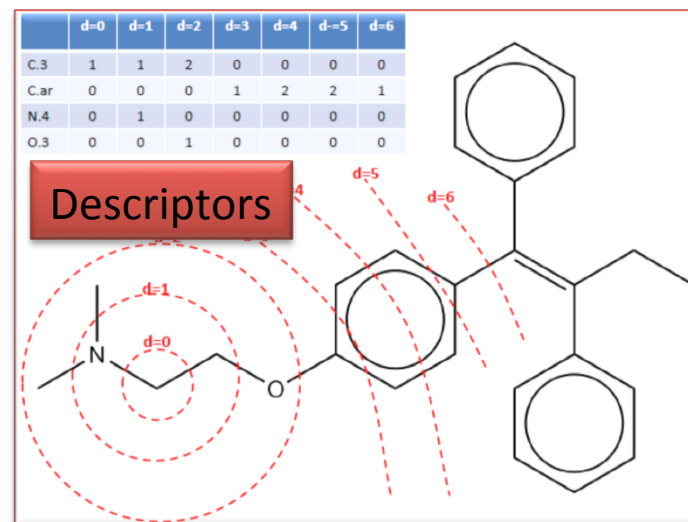 d=0 d=1 d=2 d=3 d=4 d-=5 d=6
C.3 1 1 2 0 0 0 0
C.ar 0 0 0 1 2 2 1
N.4 0 1 0 0 0 0 0
O.3 0 0 1 0 0 0 0
d=5
d=6
Descriptors
d=1
d=0
N
O